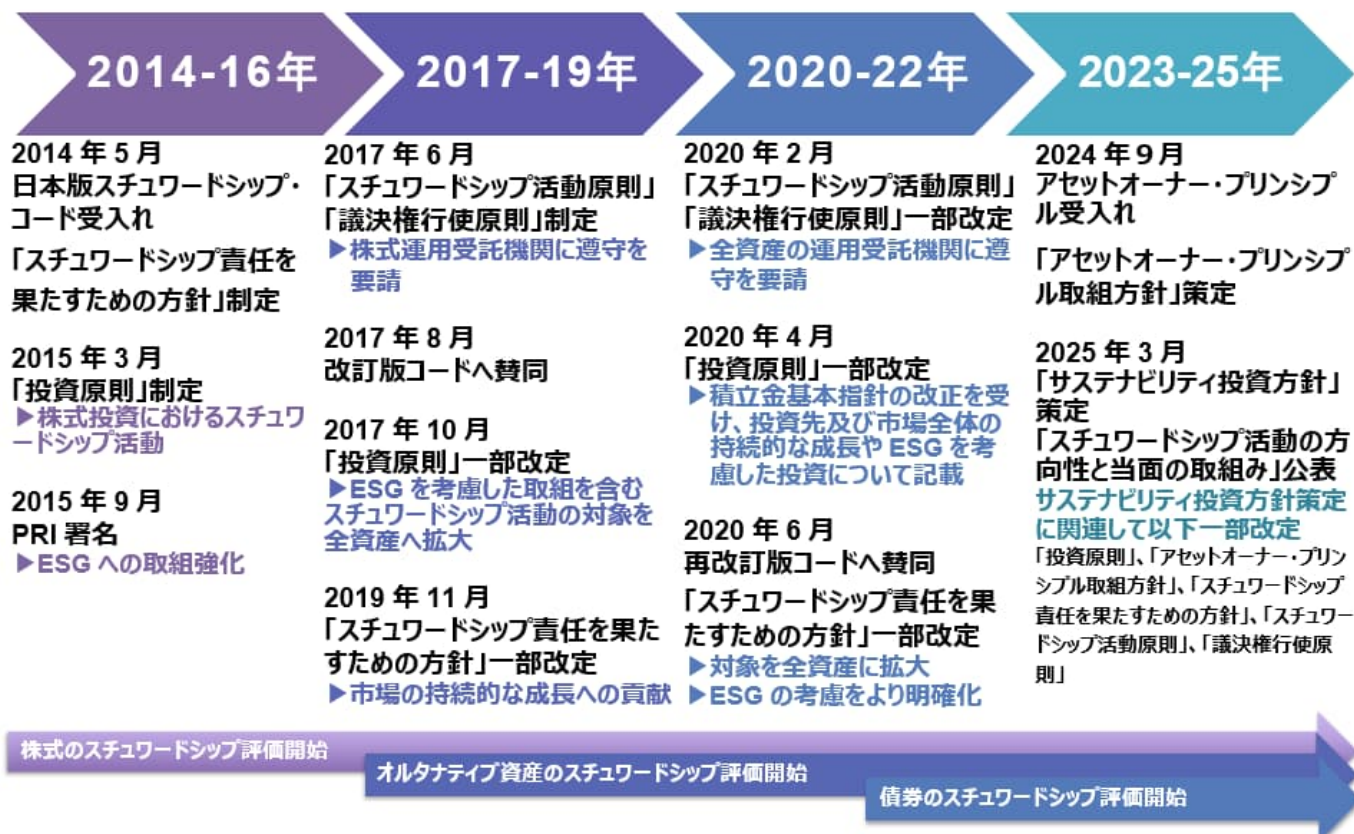 2014-16年
2017-19年
2020-22年
2023-25年
2014 年 5 月
日本版スチュワードシップ・
コード受入れ
「スチュワードシップ責任を
果たすための方針」制定
2015 年 3 月
「投資原則」制定
▶株式投資におけるスチュワ
ードシップ活動
2015 年 9 月
PRI 署名
▶ESG への取組強化
2017 年 6 月
「スチュワードシップ活動原則」
「議決権行使原則」制定
▶株式運用受託機関に遵守を
要請
2017 年 8 月
改訂版コードへ賛同
2017 年 10 月
「投資原則」一部改定
▶ESG を考慮した取組を含む
スチュワードシップ活動の対象を
全資産へ拡大
2019 年 11 月
「スチュワードシップ責任を果た
すための方針」一部改定
▶市場の持続的な成長への貢献
2020 年 2 月
「スチュワードシップ活動原則」
「議決権行使原則」一部改定
▶全資産の運用受託機関に遵
守を要請
2020 年 4 月
「投資原則」一部改定
▶積立金基本指針の改正を受
け、投資先及び市場全体の
持続的な成長や ESG を考
慮した投資について記載
2020 年 6 月
再改訂版コードへ賛同
「スチュワードシップ責任を果
たすための方針」一部改定
▶対象を全資産に拡大
▶ESG の考慮をより明確化
2024 年 9 月
アセットオーナー・プリンシプ
ル受入れ
「アセットオーナー・プリンシプ
ル取組方針」策定
2025 年 3 月
「サステナビリティ投資方針」
策定
「スチュワードシップ活動の方
向性と当面の取組み」公表
サステナビリティ投資方針策定
に関連して以下一部改定
「投資原則」、「アセットオーナー・プリン
シプル取組方針」、「スチュワードシップ
責任を果たすための方針」、「スチュワー
ドシップ活動原則」、「議決権行使原
則」
株式のスチュワードシップ評価開始
オルタナティブ資産のスチュワードシップ評価開始
債券のスチュワードシップ評価開始